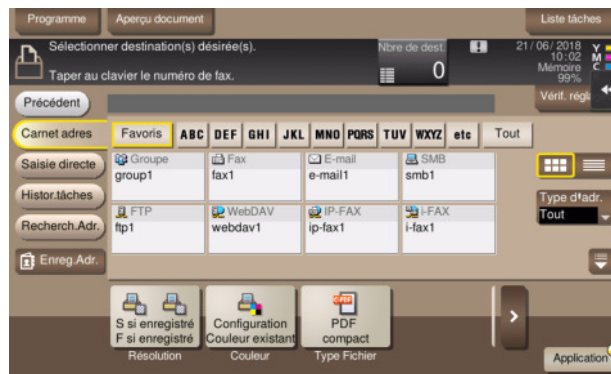 Programme
Aperçu document
Liste tâches
Sélectionner destination(s) désirée(s).
Taper au clavier le numéro de fax.
Nbre de dest.
0
21/06/2018
10:02
Mémoire
99%
Y
M
C
Précédent
Vérif. régla
Carnet adres
Favoris ABC DEF GHI JKL MNO PQRS TUV WXYZ etc Tout
Saisie directe
Groupe
group1
Fax
fax1
E-mail
e-mail1
SMB
smb1
Histor.tâches
Type d'adr.
Tout
Recherch.Adr.
FTP
ftp1
WebDAV
webdav1
IP-FAX
ip-fax1
i-FAX
i-fax1
Enreg.Adr.
S si enregistré
F si enregistré
Résolution
Configuration
Couleur existant
Couleur
C-PDF
PDF
compact
Type Fichier
Application